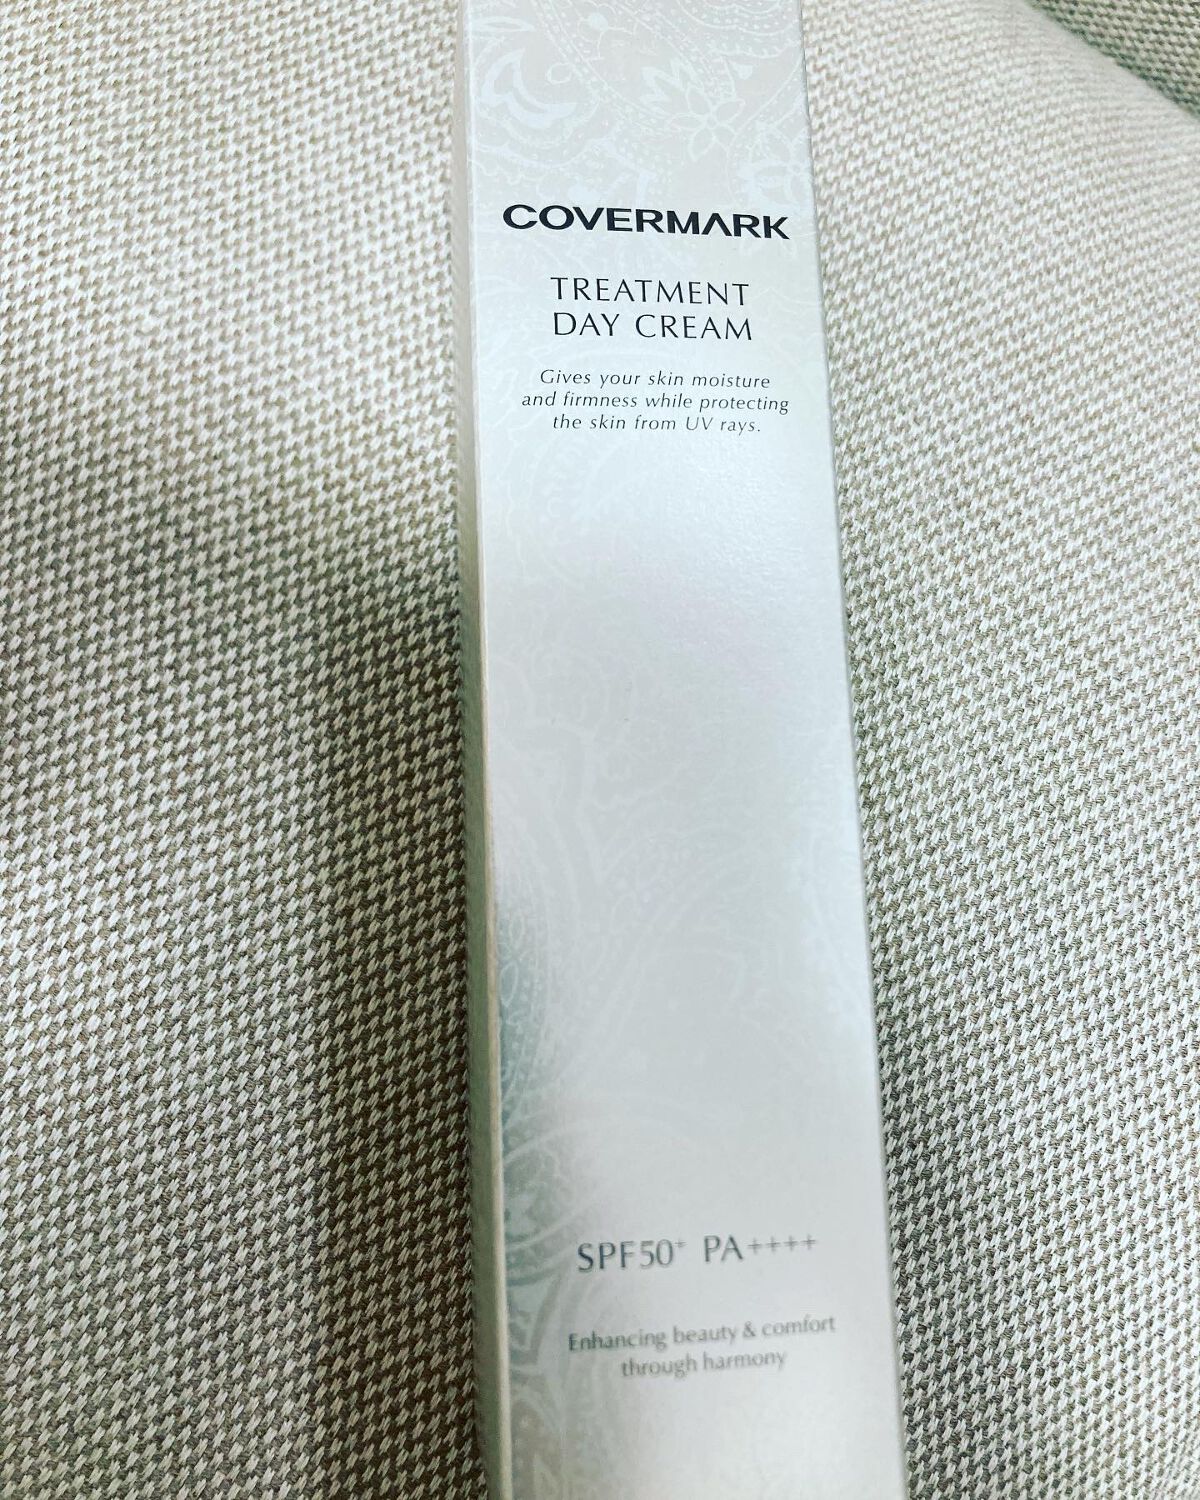 COVERMARK
TREATMENT
DAY CREAM
Gives your skin moisture
and firmness while protecting
the skin from UV rays.
SPF50⁺ PA++++
Enhancing beauty & comfort
through harmony